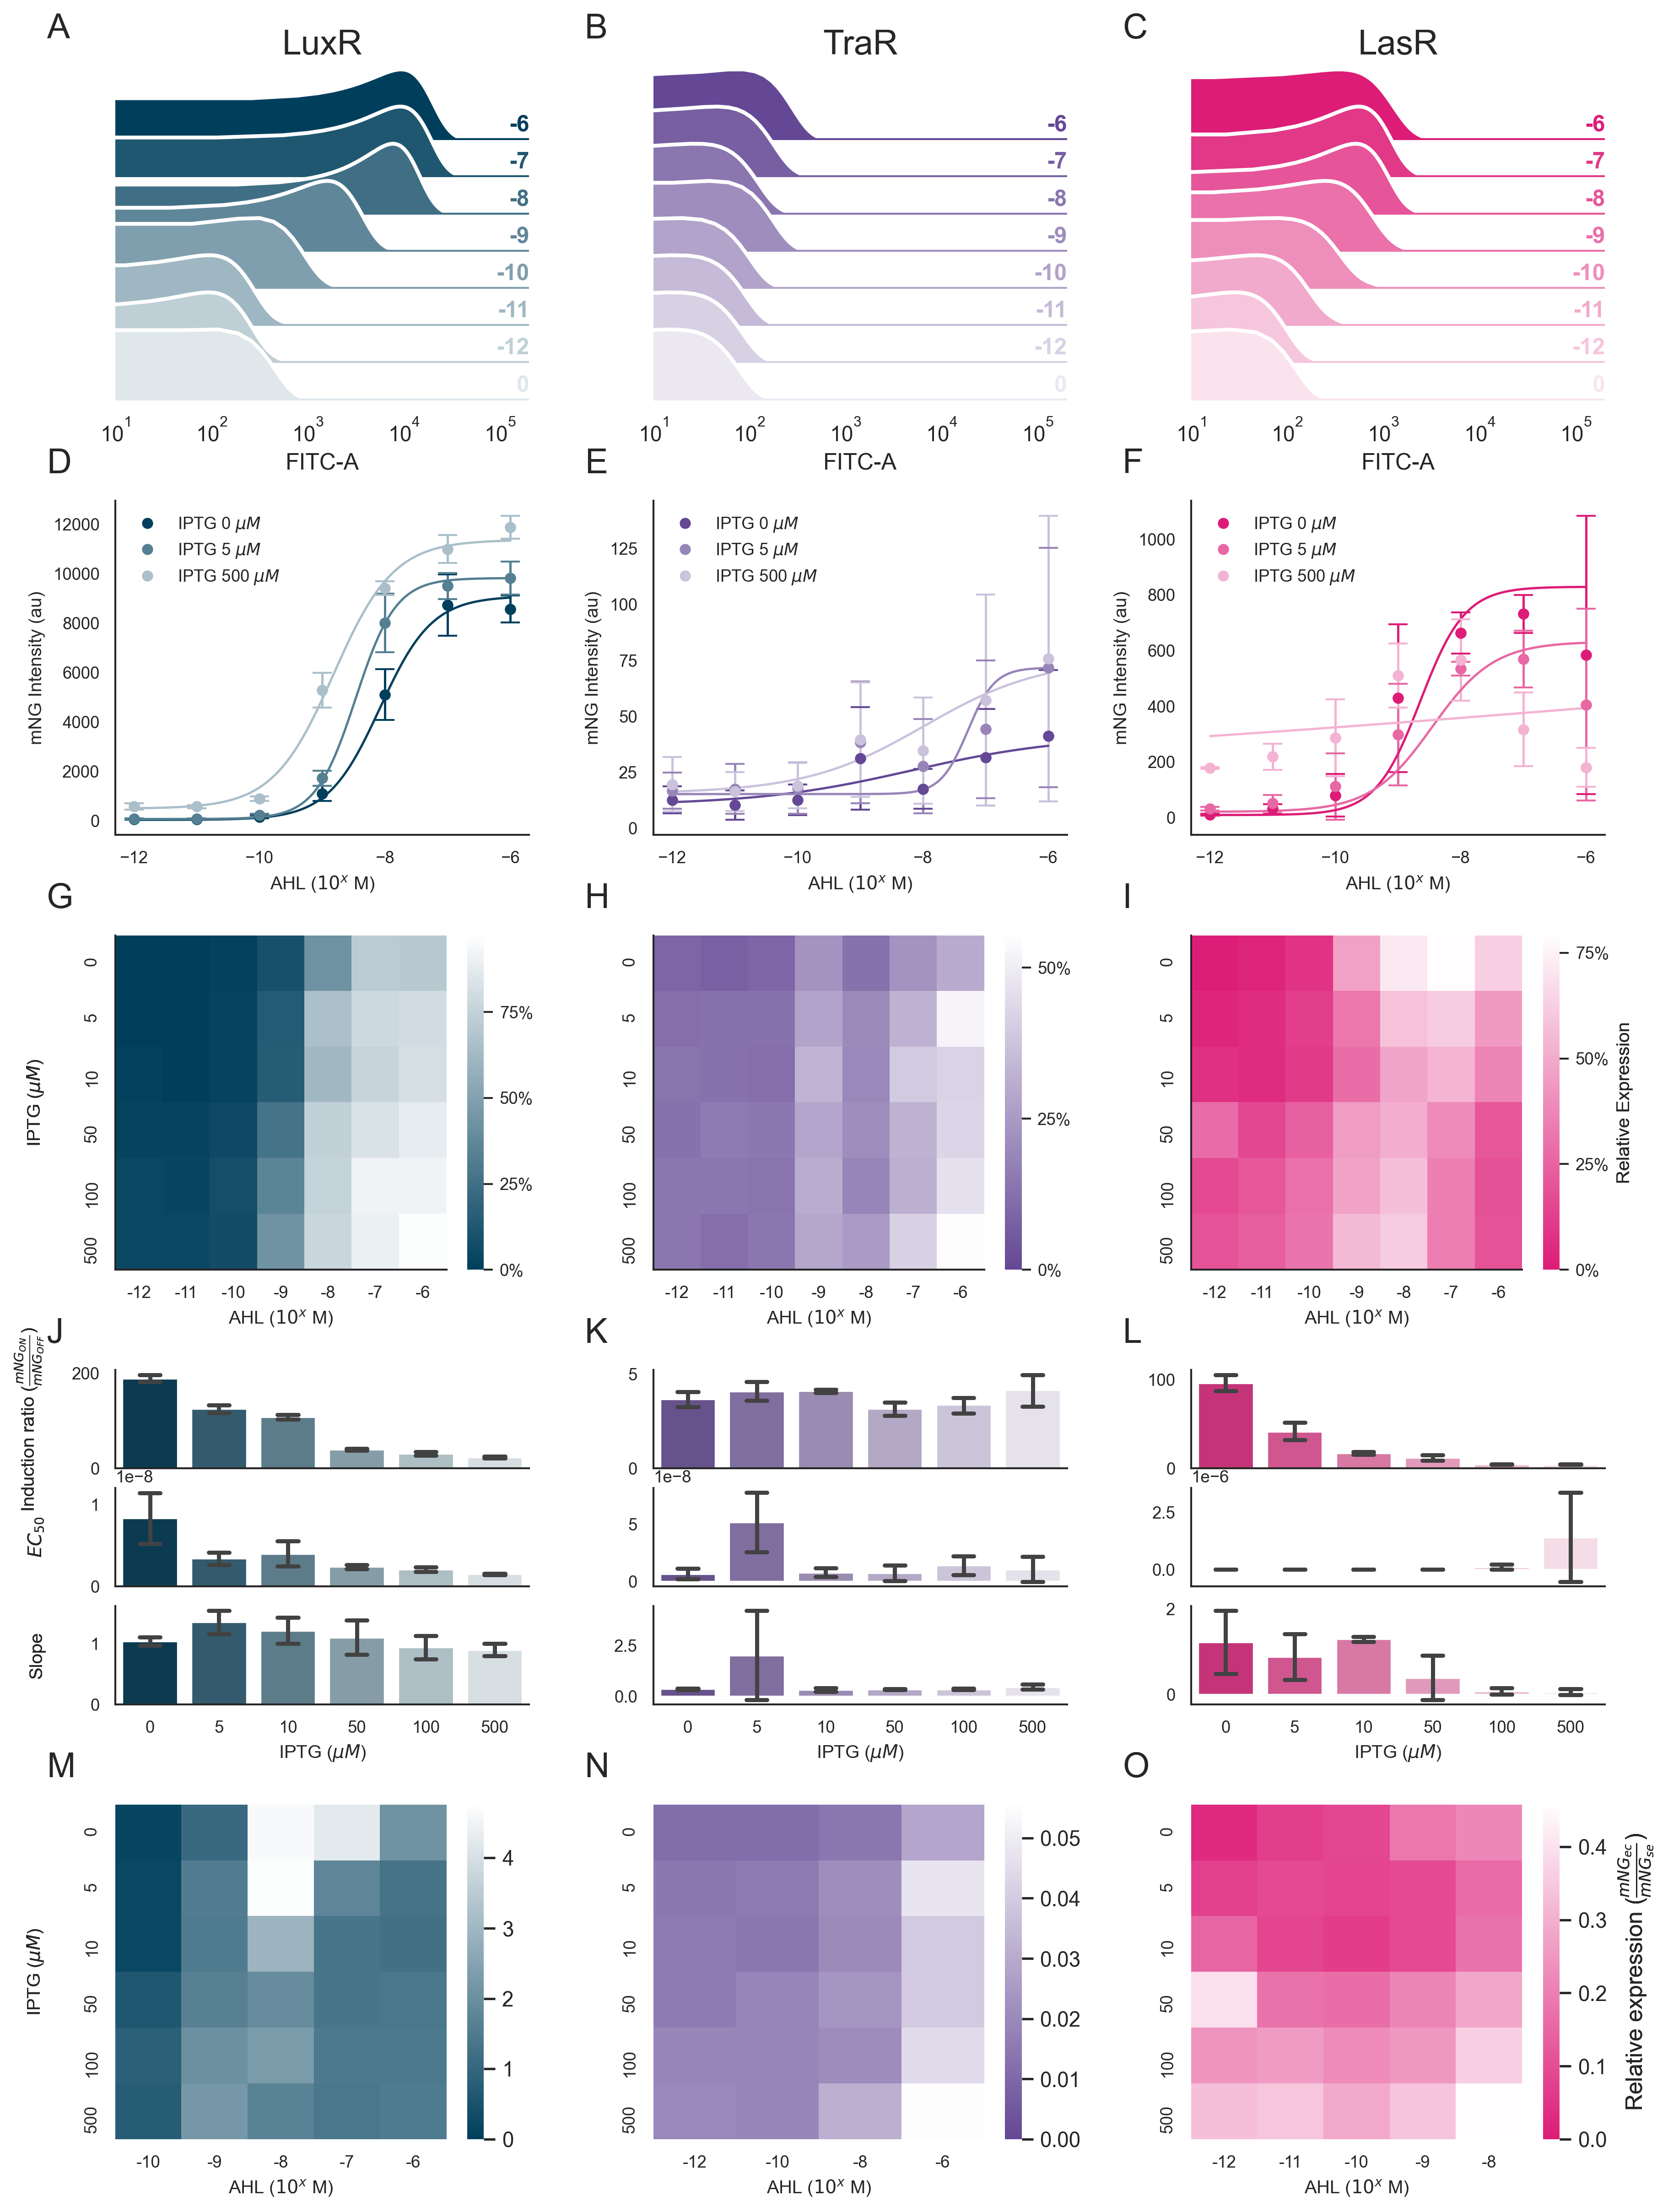 A
LuxR
-6
-7
-8
-9
-10
-11
-12
0
10^1 10^2 10^3 10^4 10^5
FITC-A
B
TraR
-6
-7
-8
-9
-10
-11
-12
0
10^1 10^2 10^3 10^4 10^5
FITC-A
C
LasR
-6
-7
-8
-9
-10
-11
-12
0
10^1 10^2 10^3 10^4 10^5
FITC-A
D
mNG Intensity (au)
12000
10000
8000
6000
4000
2000
0
IPTG 0 μM
IPTG 5 μM
IPTG 500 μM
−12 −10 −8 −6
AHL (10^x M)
E
mNG Intensity (au)
125
100
75
50
25
0
IPTG 0 μM
IPTG 5 μM
IPTG 500 μM
−12 −10 −8 −6
AHL (10^x M)
F
mNG Intensity (au)
1000
800
600
400
200
0
IPTG 0 μM
IPTG 5 μM
IPTG 500 μM
−12 −10 −8 −6
AHL (10^x M)
G
IPTG (μM)
0
5
10
50
100
500
-12 -11 -10 -9 -8 -7 -6
AHL (10^x M)
75%
50%
25%
0%
H
0
5
10
50
100
500
-12 -11 -10 -9 -8 -7 -6
AHL (10^x M)
50%
25%
0%
I
0
5
10
50
100
500
-12 -11 -10 -9 -8 -7 -6
AHL (10^x M)
75%
50%
25%
0%
Relative Expression
J
Induction ratio (mNG_ON/mNG_OFF)
200
0
1e−8
EC50
1
0
Slope
1
0
0 5 10 50 100 500
IPTG (μM)
K
5
0
1e−8
5
0
2.5
0.0
0 5 10 50 100 500
IPTG (μM)
L
100
0
1e−6
2.5
0.0
2
0
0 5 10 50 100 500
IPTG (μM)
M
IPTG (μM)
0
5
10
50
100
500
-10 -9 -8 -7 -6
AHL (10^x M)
4
3
2
1
0
N
0
5
10
50
100
500
-12 -10 -8 -6
AHL (10^x M)
0.05
0.04
0.03
0.02
0.01
0.00
O
0
5
10
50
100
500
-12 -11 -10 -9 -8
AHL (10^x M)
0.4
0.3
0.2
0.1
0.0
Relative expression (mNG_ec/mNG_se)